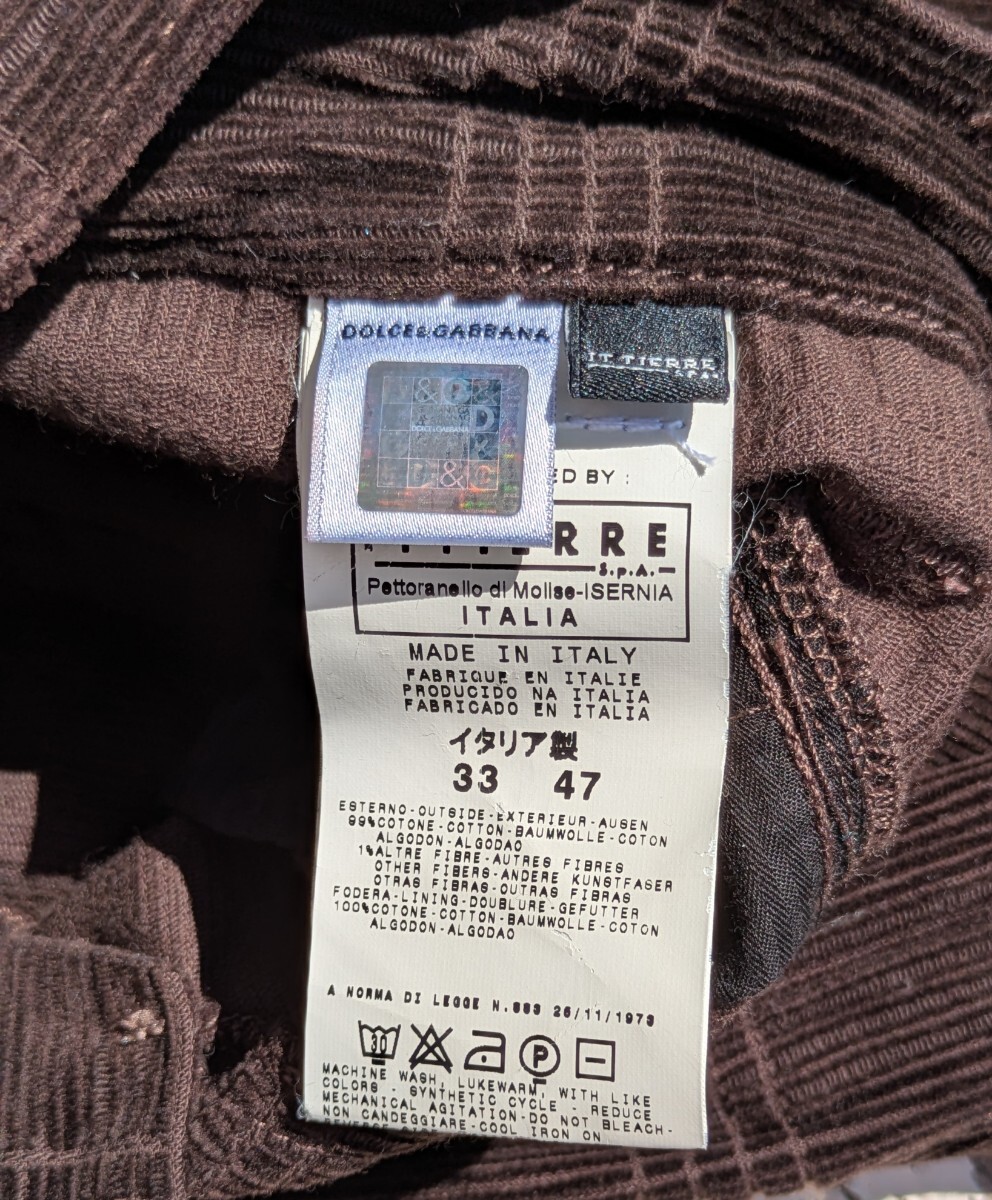 DOLCE&GABBANA
IT TIERRE
S.P.A.
&
D
DOLCE&GABBANA
D&G
ED BY :
ERRE
S.p.A.
Pettoranello di Molise-ISERNIA
ITALIA
MADE IN ITALY
FABRIQUE EN ITALIE
PRODUCIDO NA ITALIA
FABRICADO EN ITALIA
イタリア製
33 47
ESTERNO-OUTSIDE-EXTERIEUR-AUSEN
99%COTONE-COTTON-BAUMWOLLE-COTON
ALGODON-ALGODAO
1%ALTRE FIBRE-AUTRES FIBRES
OTHER FIBERS-ANDERE KUNSTFASER
OTRAS FIBRAS-OUTRAS FIBRAS
FODERA-LINING-DOUBLURE-GEFUTTER
100%COTONE-COTTON-BAUMWOLLE-COTON
ALGODON-ALGODAO
A NORMA DI LEGGE N.883 26/11/1973
30 P
MACHINE WASH, LUKEWARM, WITH LIKE
COLORS - SYNTHETIC CYCLE - REDUCE
MECHANICAL AGITATION-DO NOT BLEACH-
NON CANDEGGIARE-COOL IRON ON